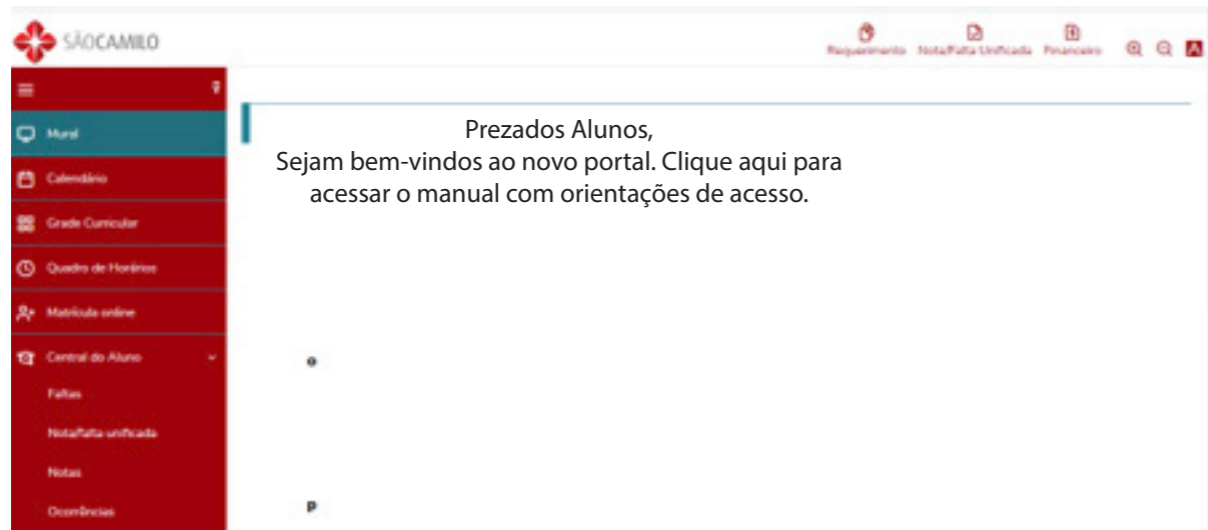 SÃOCAMILO
Requerimento Nota/Falta Unificada Financeiro A
Mural
Prezados Alunos,
Sejam bem-vindos ao novo portal. Clique aqui para
acessar o manual com orientações de acesso.
Calendário
Grade Curricular
Quadro de Horários
Matrícula online
Central do Aluno
o
Faltas
Nota/falta unificada
Notas
Ocorrências
P